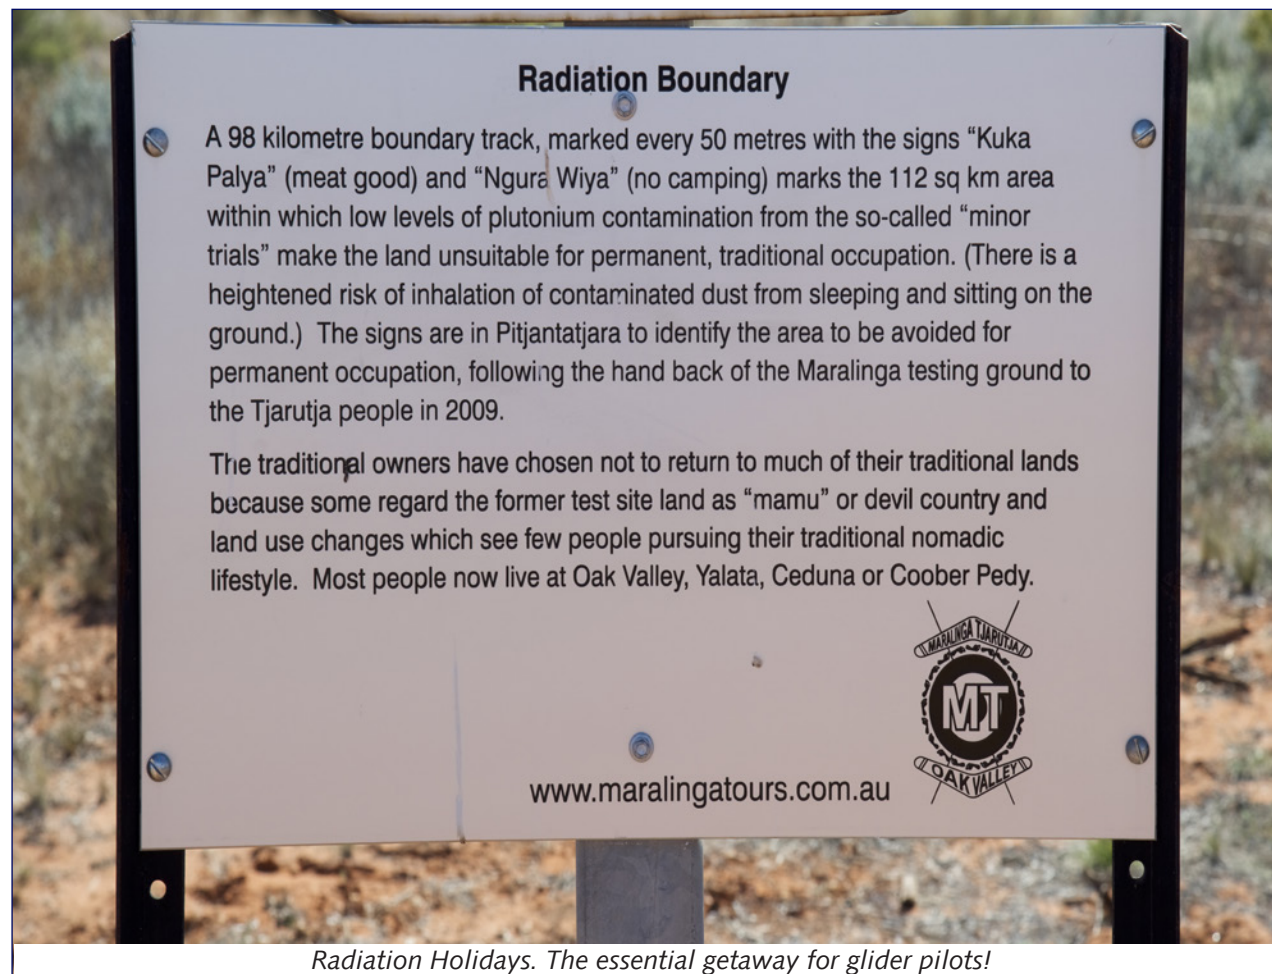 Radiation Boundary
A 98 kilometre boundary track, marked every 50 metres with the signs “Kuka
Palya” (meat good) and “Ngura Wiya” (no camping) marks the 112 sq km area
within which low levels of plutonium contamination from the so-called “minor
trials” make the land unsuitable for permanent, traditional occupation. (There is a
heightened risk of inhalation of contaminated dust from sleeping and sitting on the
ground.)  The signs are in Pitjantatjara to identify the area to be avoided for
permanent occupation, following the hand back of the Maralinga testing ground to
the Tjarutja people in 2009.
The traditional owners have chosen not to return to much of their traditional lands
because some regard the former test site land as “mamu” or devil country and
land use changes which see few people pursuing their traditional nomadic
lifestyle.  Most people now live at Oak Valley, Yalata, Ceduna or Coober Pedy.
MARALINGA TJARUTJA
MT
OAK VALLEY
www.maralingatours.com.au
Radiation Holidays. The essential getaway for glider pilots!